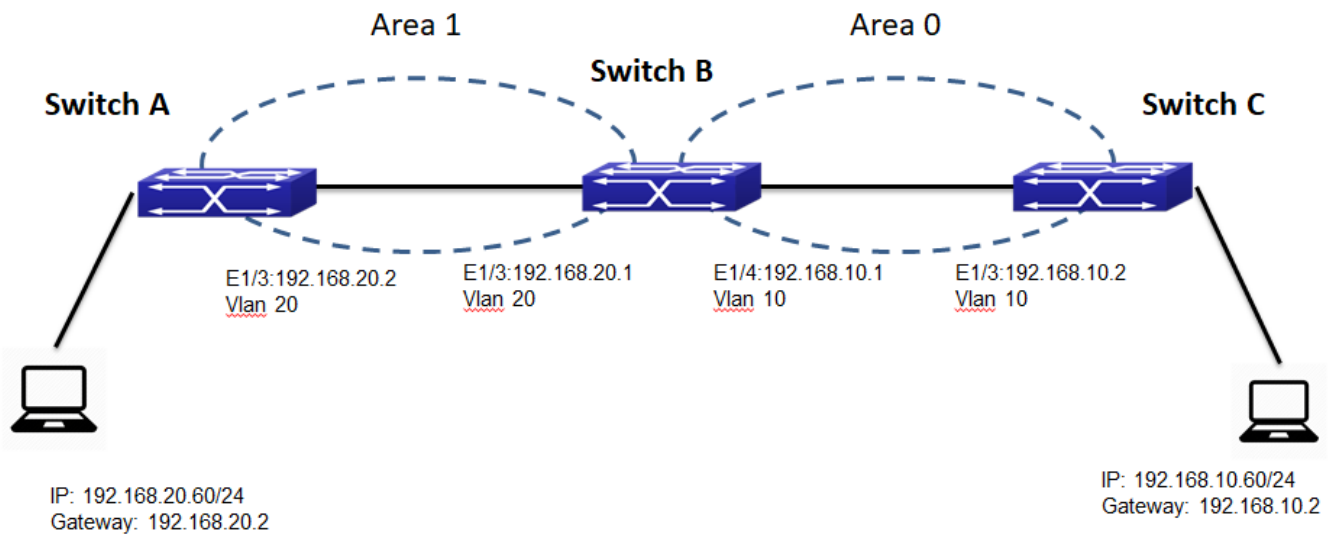 Area 1
Area 0
Switch A
Switch B
Switch C
E1/3:192.168.20.2
Vlan 20
E1/3:192.168.20.1
Vlan 20
E1/4:192.168.10.1
Vlan 10
E1/3:192.168.10.2
Vlan 10
IP: 192.168.20.60/24
Gateway: 192.168.20.2
IP: 192.168.10.60/24
Gateway: 192.168.10.2